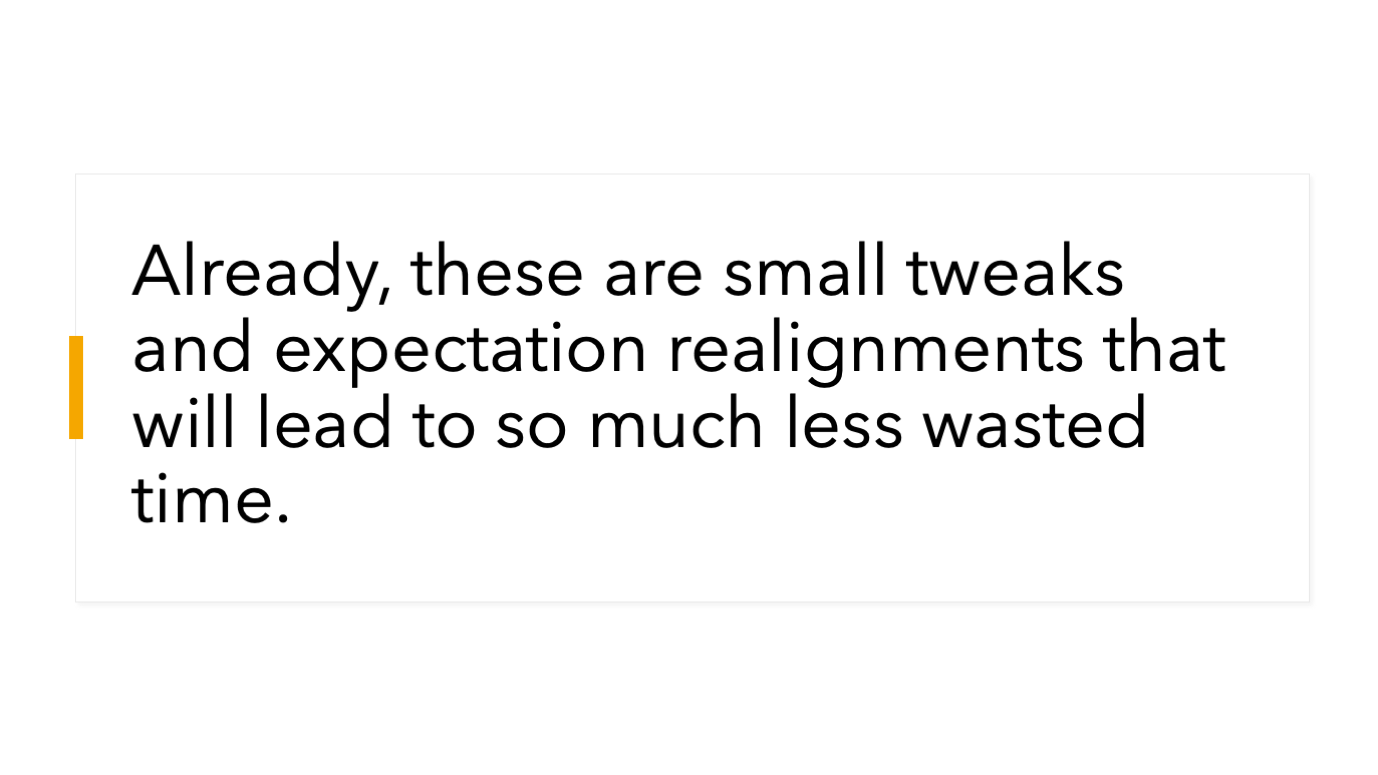 Already, these are small tweaks
and expectation realignments that
will lead to so much less wasted
time.